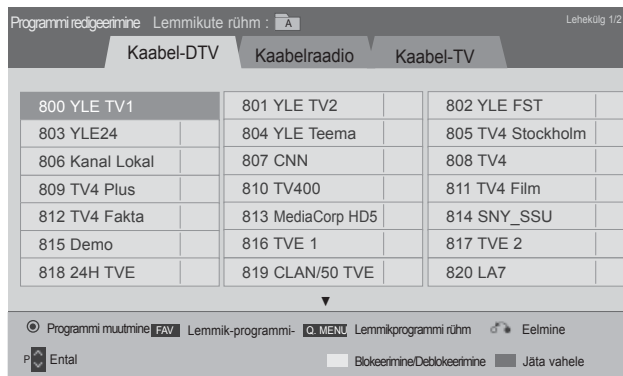 Programmi redigeerimine Lemmikute rühm : A Lehekülg 1/2
Kaabel-DTV Kaabelraadio Kaabel-TV
800 YLE TV1 801 YLE TV2 802 YLE FST
803 YLE24 804 YLE Teema 805 TV4 Stockholm
806 Kanal Lokal 807 CNN 808 TV4
809 TV4 Plus 810 TV400 811 TV4 Film
812 TV4 Fakta 813 MediaCorp HD5 814 SNY_SSU
815 Demo 816 TVE 1 817 TVE 2
818 24H TVE 819 CLAN/50 TVE 820 LA7
Programmi muutmine FAV Lemmik-programmi- Q. MENU Lemmikprogrammi rühm Eelmine
P Ental Blokeerimine/Deblokeerimine Jäta vahele